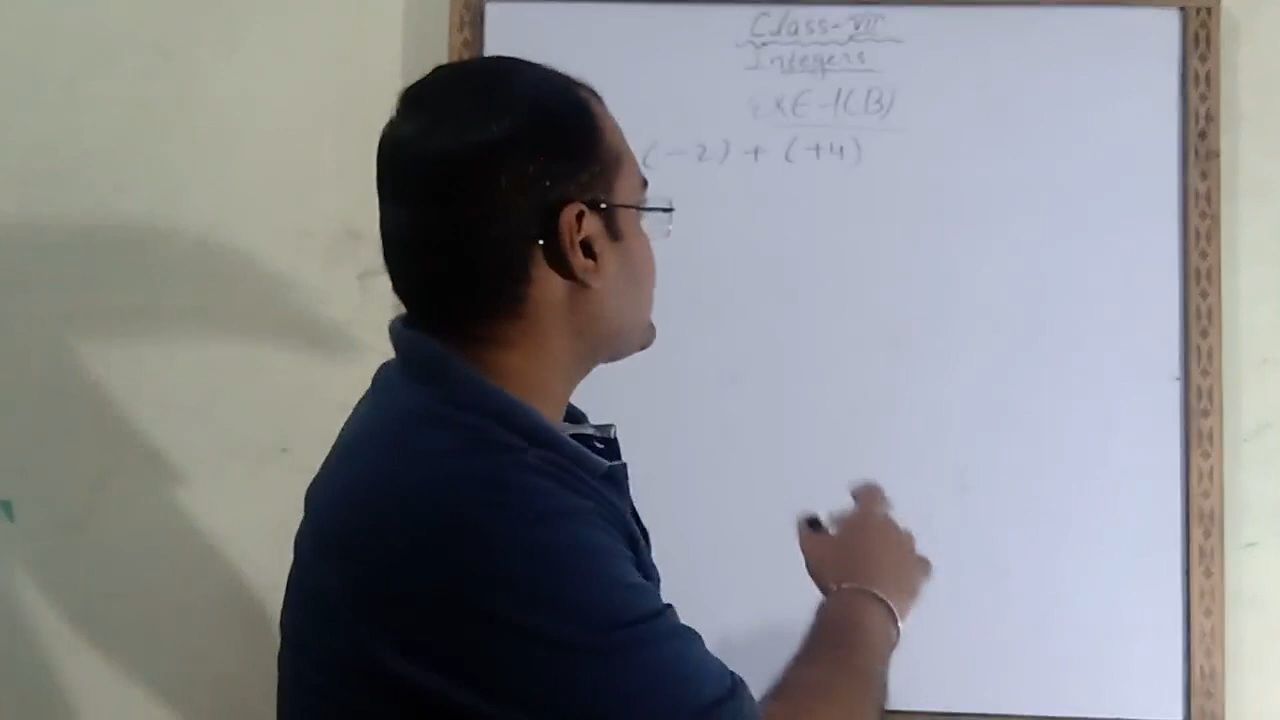 Class-VII
Integers
EXE-1(B)
(-2) + (+4)